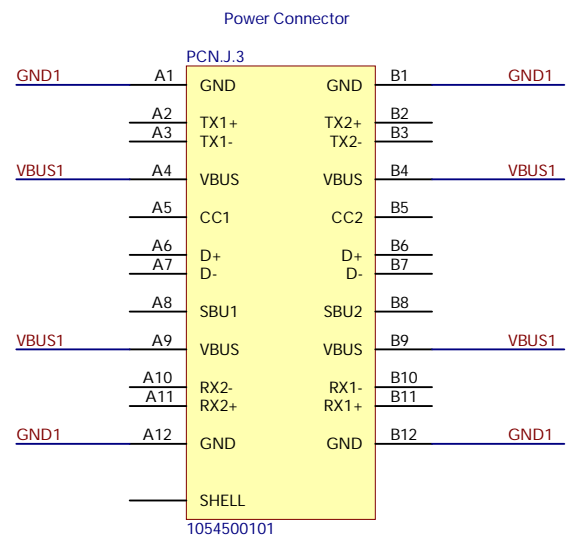 Power Connector
PCN.J.3
GND1 A1 GND GND B1 GND1
A2 TX1+ TX2+ B2
A3 TX1- TX2- B3
VBUS1 A4 VBUS VBUS B4 VBUS1
A5 CC1 CC2 B5
A6 D+ D+ B6
A7 D- D- B7
A8 SBU1 SBU2 B8
VBUS1 A9 VBUS VBUS B9 VBUS1
A10 RX2- RX1- B10
A11 RX2+ RX1+ B11
GND1 A12 GND GND B12 GND1
SHELL
1054500101